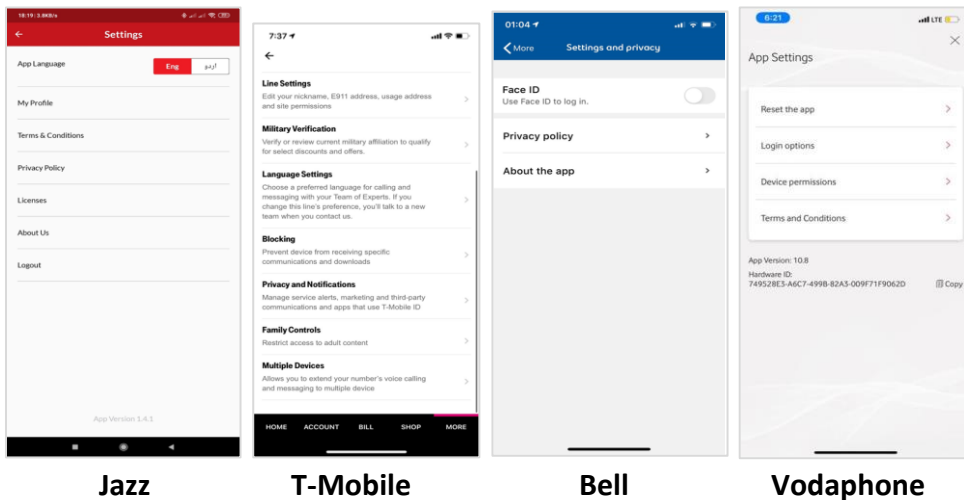 18:19 | 3.8KB/s
Settings
App Language
Eng
اردو
My Profile
Terms & Conditions
Privacy Policy
Licenses
About Us
Logout
App Version 1.4.1
Jazz
7:37
Line Settings
Edit your nickname, E911 address, usage address
and site permissions
Military Verification
Verify or review current military affiliation to qualify
for select discounts and offers.
Language Settings
Choose a preferred language for calling and
messaging with your Team of Experts. If you
change this line's preference, you'll talk to a new
team when you contact us.
Blocking
Prevent device from receiving specific
communications and downloads
Privacy and Notifications
Manage service alerts, marketing and third-party
communications and apps that use T-Mobile ID
Family Controls
Restrict access to adult content
Multiple Devices
Allows you to extend your number's voice calling
and messaging to multiple device
HOME ACCOUNT BILL SHOP MORE
T-Mobile
01:04
More Settings and privacy
Face ID
Use Face ID to log in.
Privacy policy
About the app
Bell
6:21 LTE
App Settings
Reset the app
Login options
Device permissions
Terms and Conditions
App Version: 10.8
Hardware ID:
749528E3-A6C7-499B-82A3-009F71F9062D Copy
Vodaphone